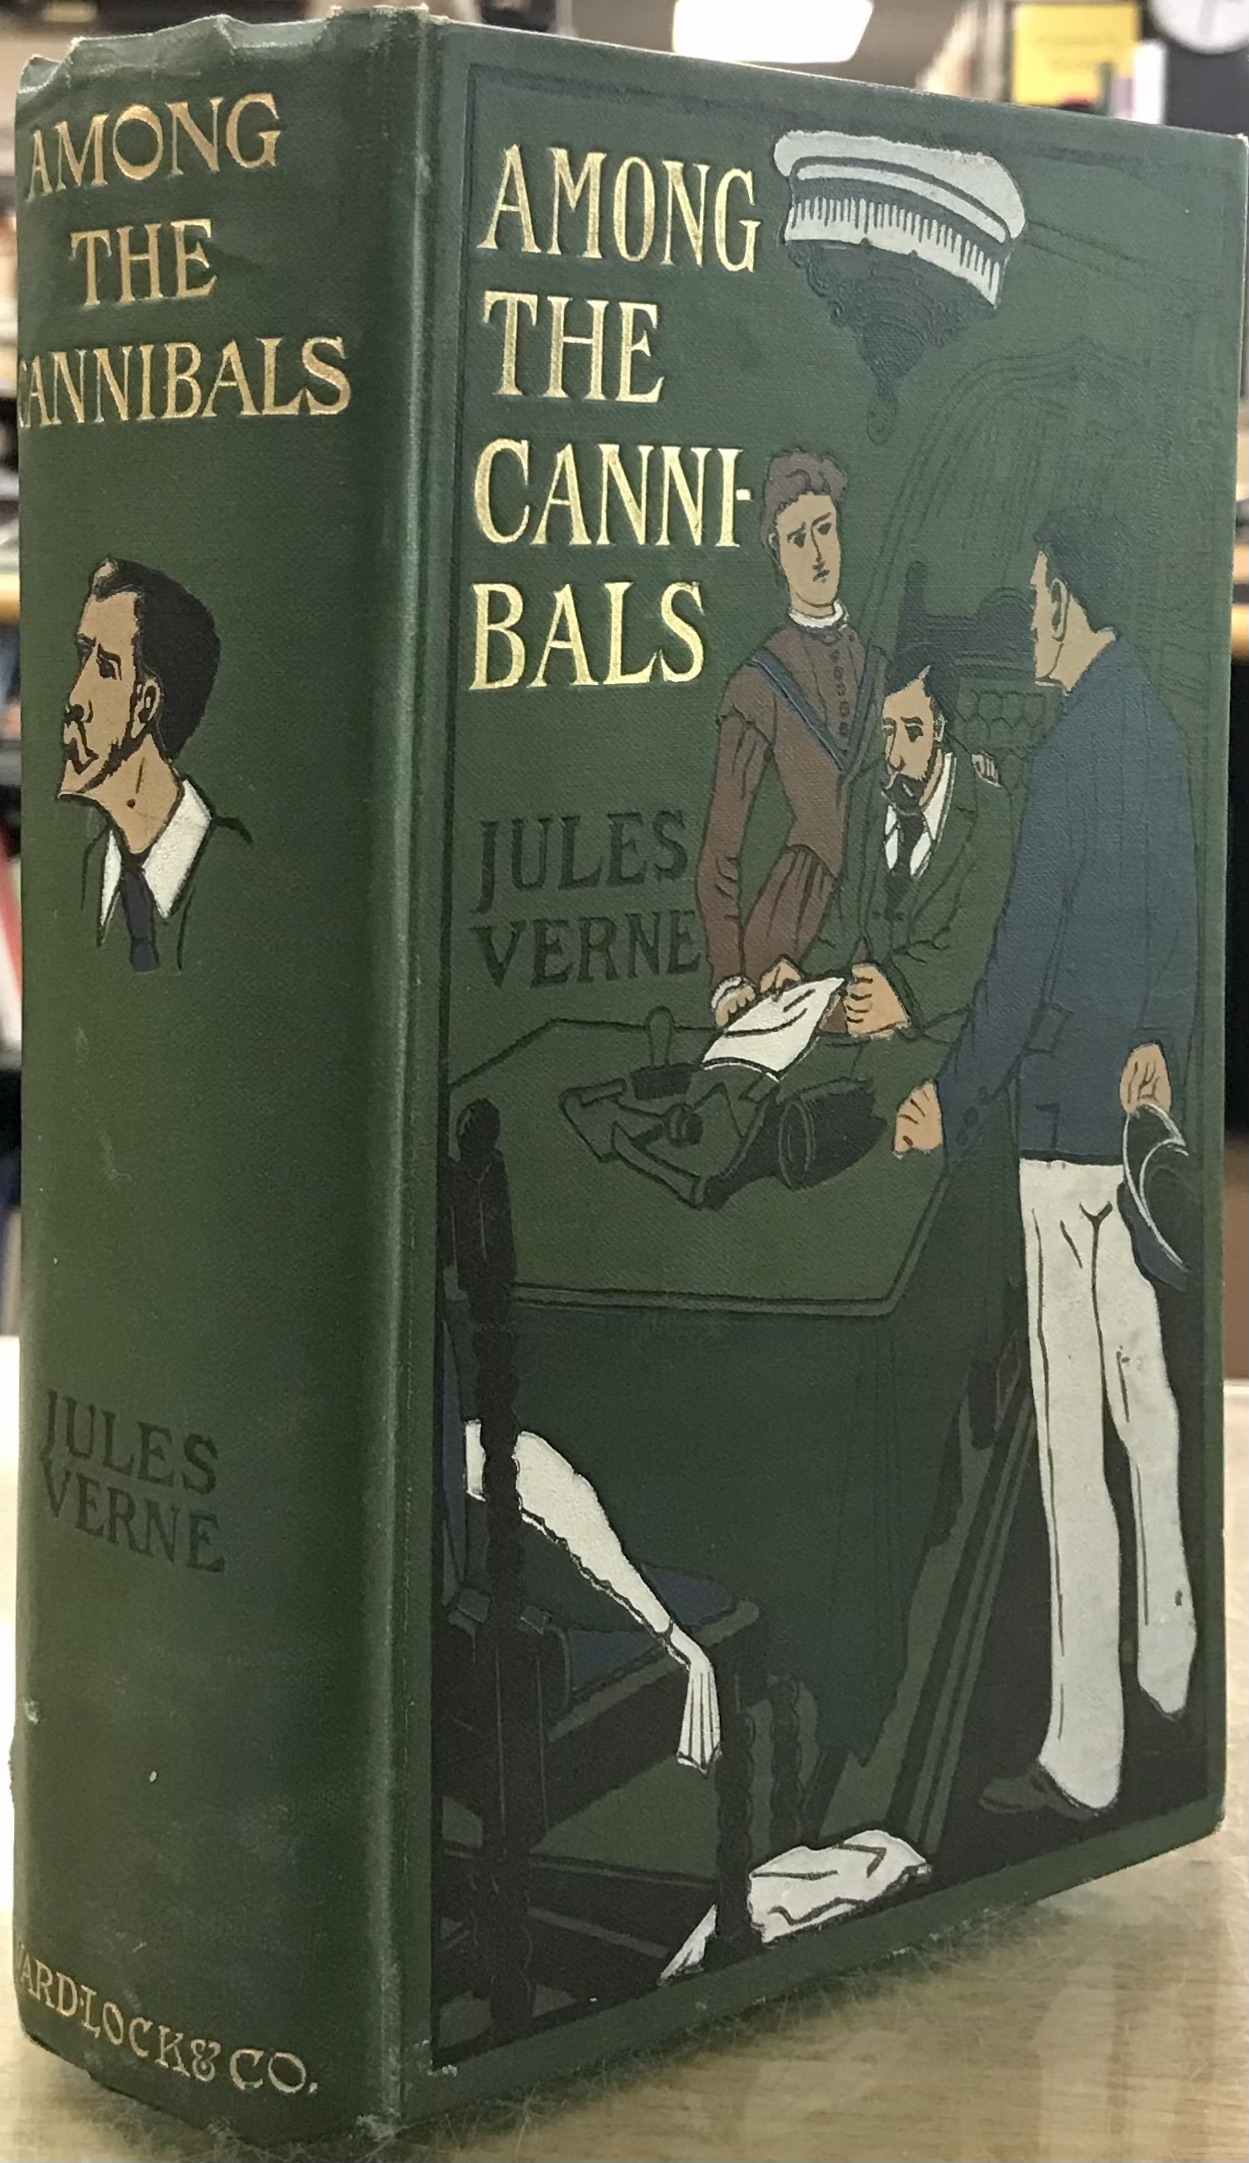 AMONG
THE
CANNIBALS
JULES
VERNE
WARD·LOCK & CO.
AMONG
THE
CANNI-
BALS
JULES
VERNE